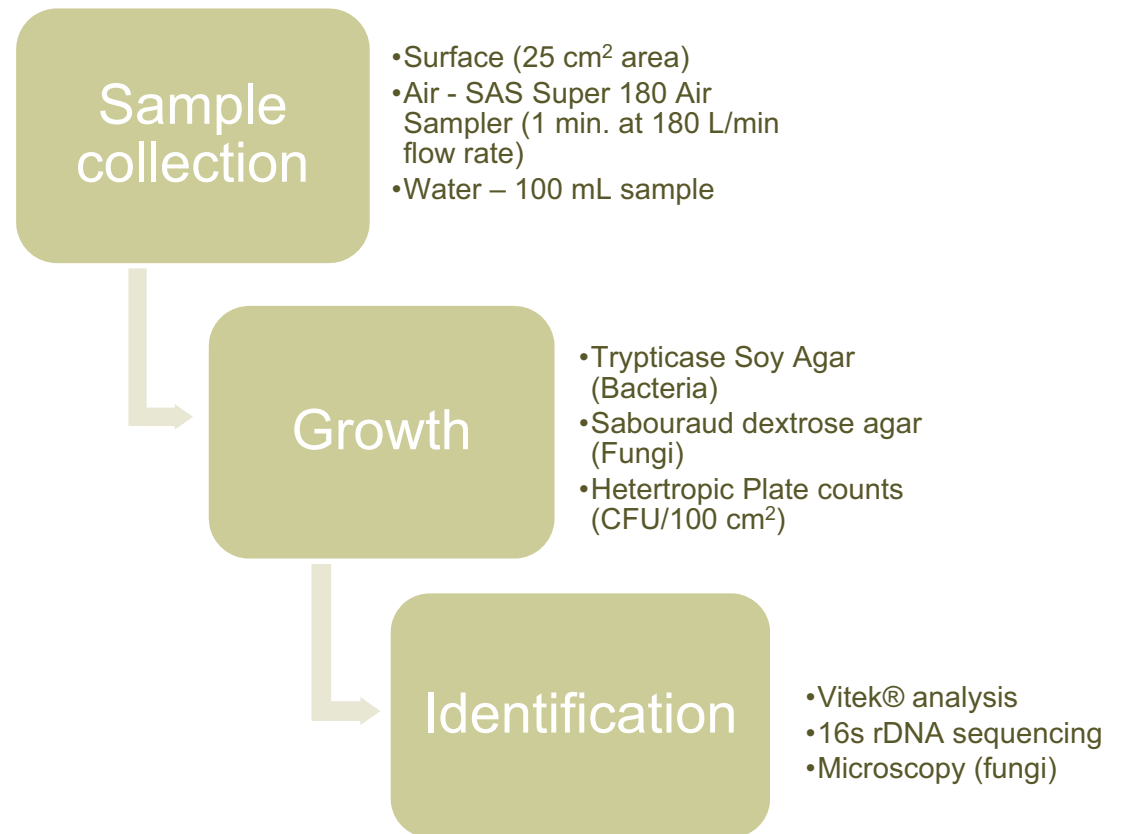 Sample
collection
•Surface (25 cm² area)
•Air - SAS Super 180 Air
Sampler (1 min. at 180 L/min
flow rate)
•Water – 100 mL sample
Growth
•Trypticase Soy Agar
(Bacteria)
•Sabouraud dextrose agar
(Fungi)
•Hetertropic Plate counts
(CFU/100 cm²)
Identification
•Vitek® analysis
•16s rDNA sequencing
•Microscopy (fungi)